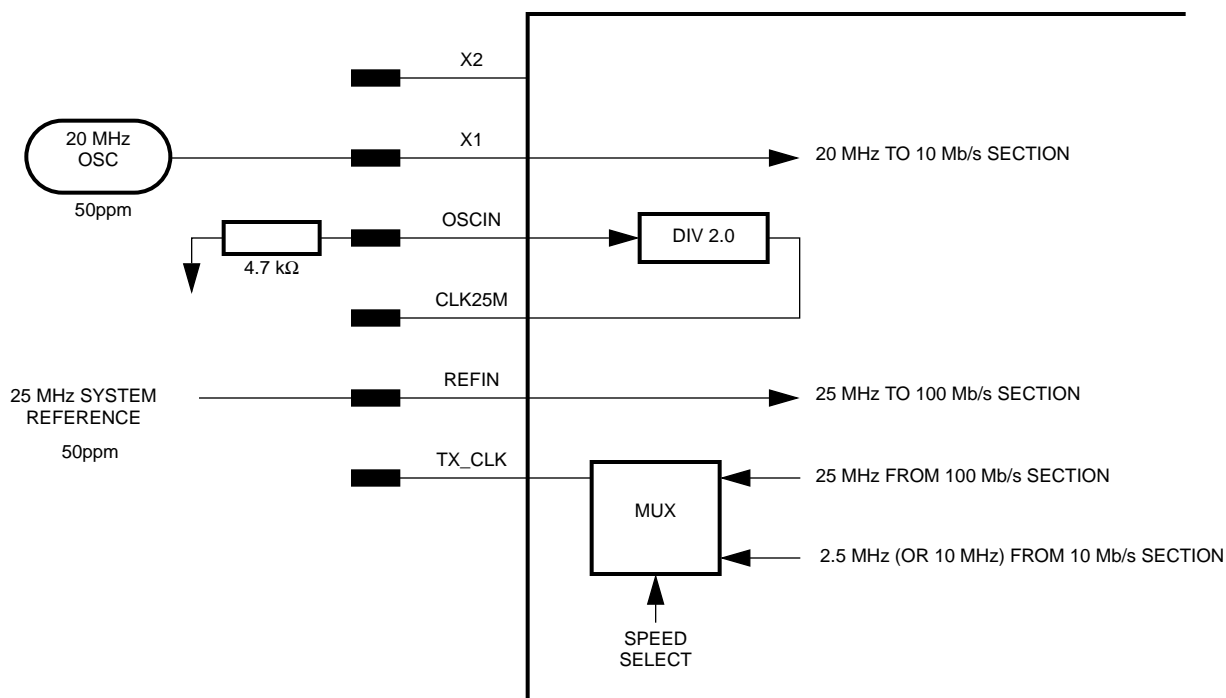 X2
20 MHz
OSC
50ppm
X1
20 MHz TO 10 Mb/s SECTION
OSCIN
4.7 kΩ
DIV 2.0
CLK25M
25 MHz SYSTEM
REFERENCE
50ppm
REFIN
25 MHz TO 100 Mb/s SECTION
TX_CLK
MUX
25 MHz FROM 100 Mb/s SECTION
2.5 MHz (OR 10 MHz) FROM 10 Mb/s SECTION
SPEED
SELECT